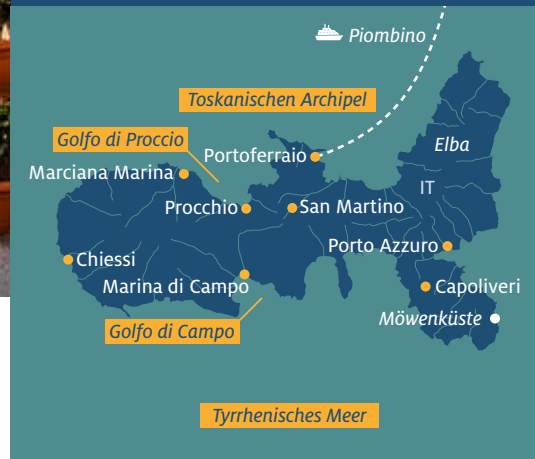 Piombino
Toskanischen Archipel
Golfo di Proccio
Elba
Portoferraio
Marciana Marina
IT
Procchio
San Martino
Porto Azzuro
Chiessi
Marina di Campo
Capoliveri
Möwenküste
Golfo di Campo
Tyrrhenisches Meer